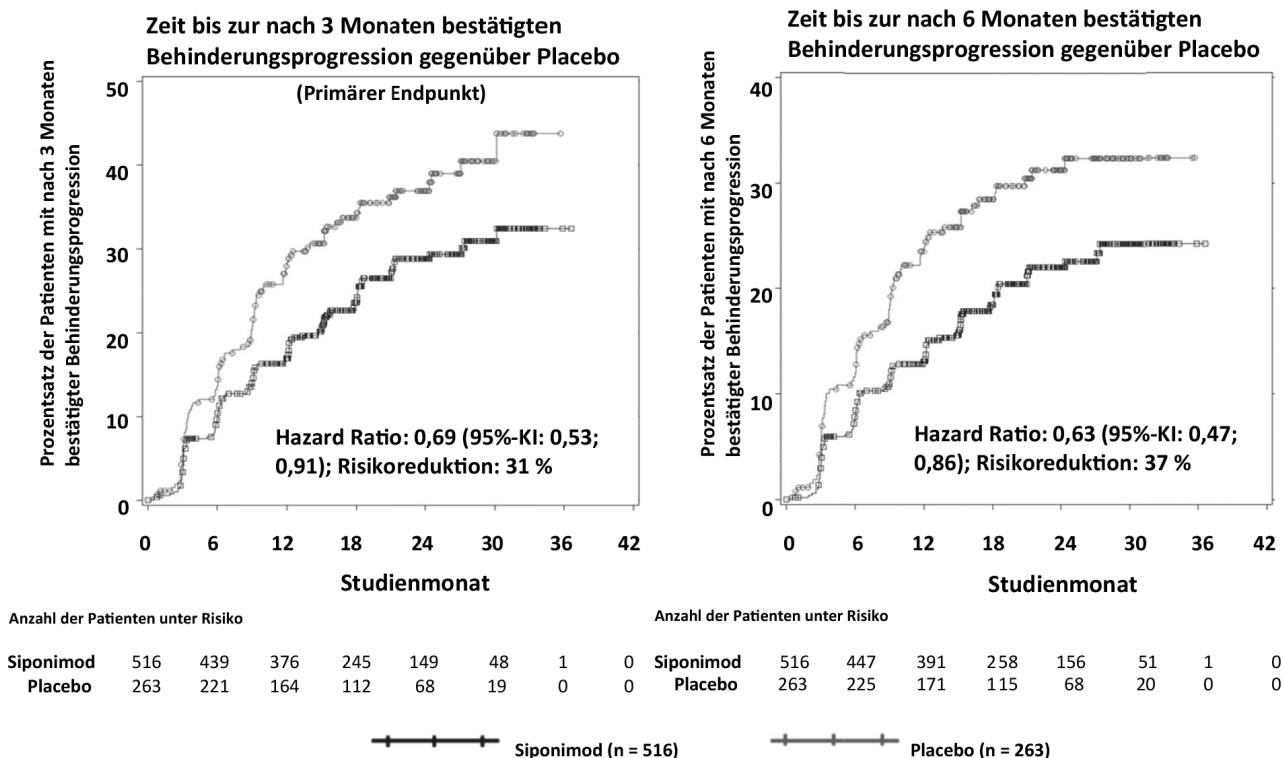 Zeit bis zur nach 3 Monaten bestätigten
Behinderungsprogression gegenüber Placebo
(Primärer Endpunkt)
Prozentsatz der Patienten mit nach 3 Monaten
bestätigter Behinderungsprogression
50
40
30
20
10
0
Hazard Ratio: 0,69 (95%-KI: 0,53;
0,91); Risikoreduktion: 31 %
0 6 12 18 24 30 36 42
Studienmonat
Anzahl der Patienten unter Risiko
Siponimod 516 439 376 245 149 48 1 0
Placebo 263 221 164 112 68 19 0 0
Zeit bis zur nach 6 Monaten bestätigten
Behinderungsprogression gegenüber Placebo
Prozentsatz der Patienten mit nach 6 Monaten
bestätigter Behinderungsprogression
40
30
20
10
0
Hazard Ratio: 0,63 (95%-KI: 0,47;
0,86); Risikoreduktion: 37 %
0 6 12 18 24 30 36 42
Studienmonat
Anzahl der Patienten unter Risiko
Siponimod 516 447 391 258 156 51 1 0
Placebo 263 225 171 115 68 20 0 0
Siponimod (n = 516)
Placebo (n = 263)